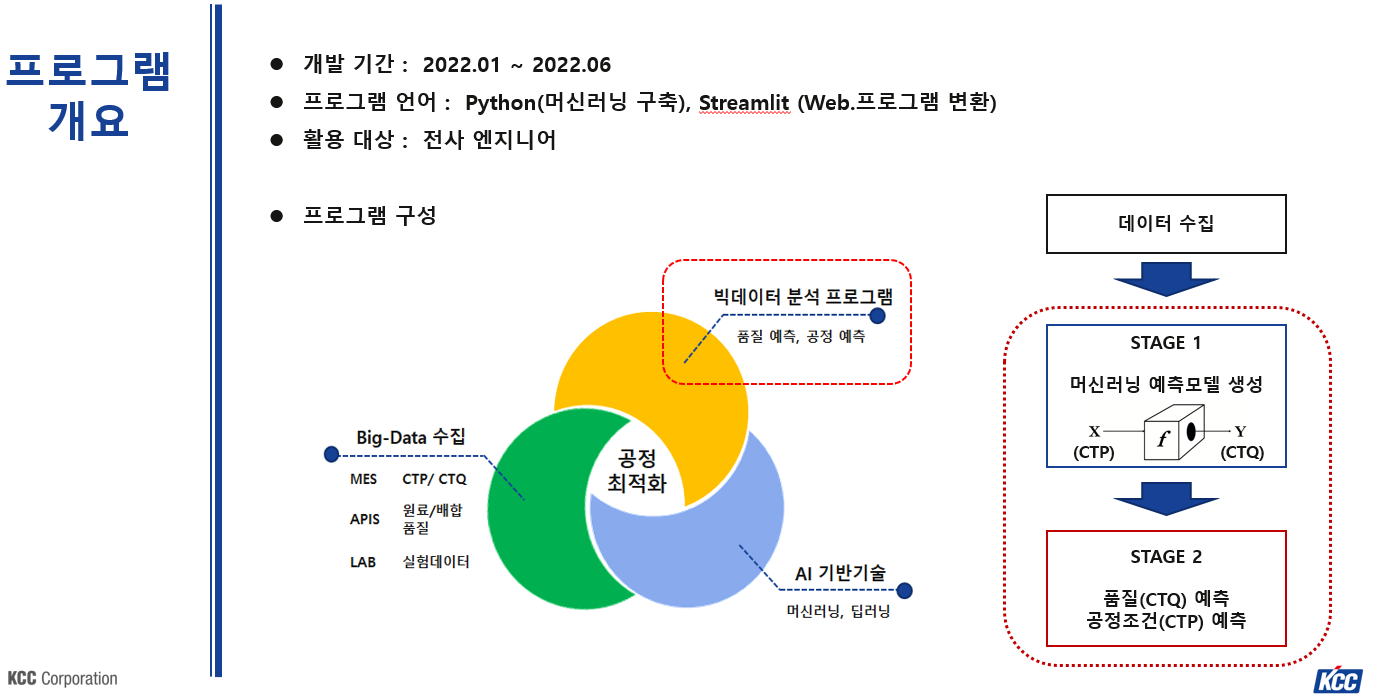 프로그램
개요
● 개발 기간 : 2022.01 ~ 2022.06
● 프로그램 언어 : Python(머신러닝 구축), Streamlit (Web.프로그램 변환)
● 활용 대상 : 전사 엔지니어
● 프로그램 구성
빅데이터 분석 프로그램
품질 예측, 공정 예측
Big-Data 수집
MES CTP/ CTQ
APIS 원료/배합
품질
LAB 실험데이터
공정
최적화
AI 기반기술
머신러닝, 딥러닝
데이터 수집
STAGE 1
머신러닝 예측모델 생성
X f Y
(CTP) (CTQ)
STAGE 2
품질(CTQ) 예측
공정조건(CTP) 예측
KCC Corporation
KCC